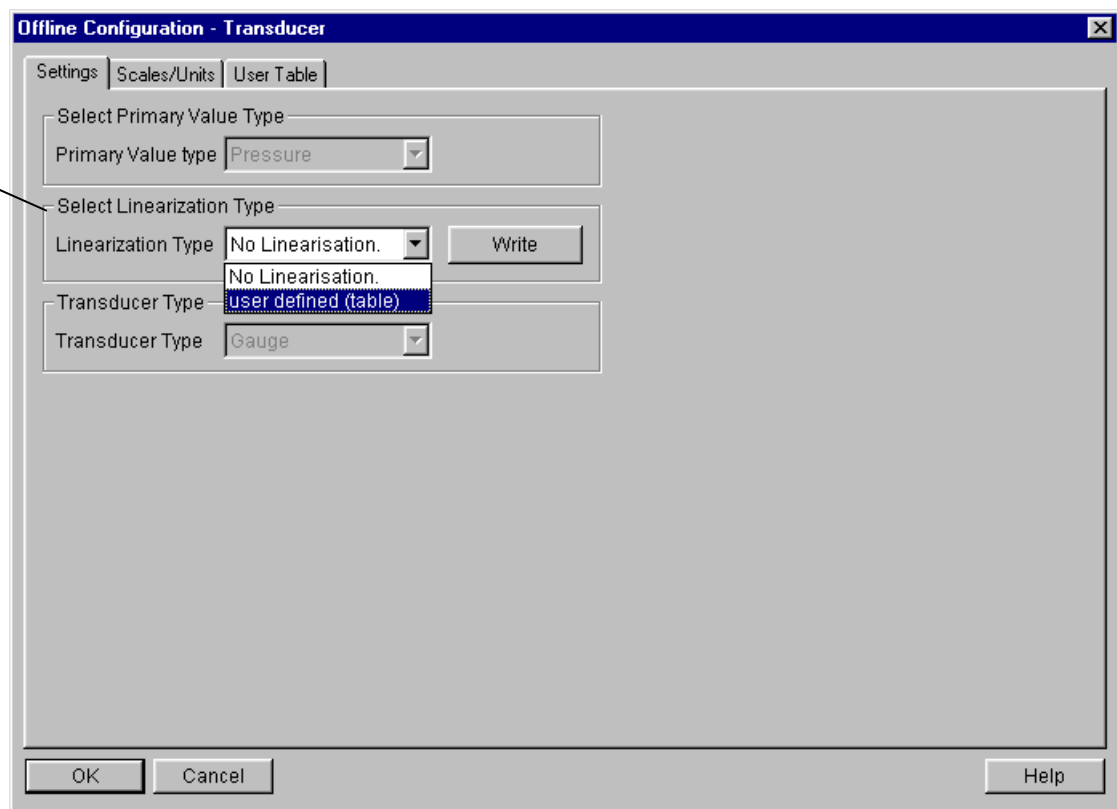 Offline Configuration - Transducer
Settings Scales/Units User Table
Select Primary Value Type
Primary Value type Pressure
Select Linearization Type
Linearization Type No Linearisation. Write
No Linearisation.
user defined (table)
Transducer Type
Transducer Type Gauge
OK Cancel Help